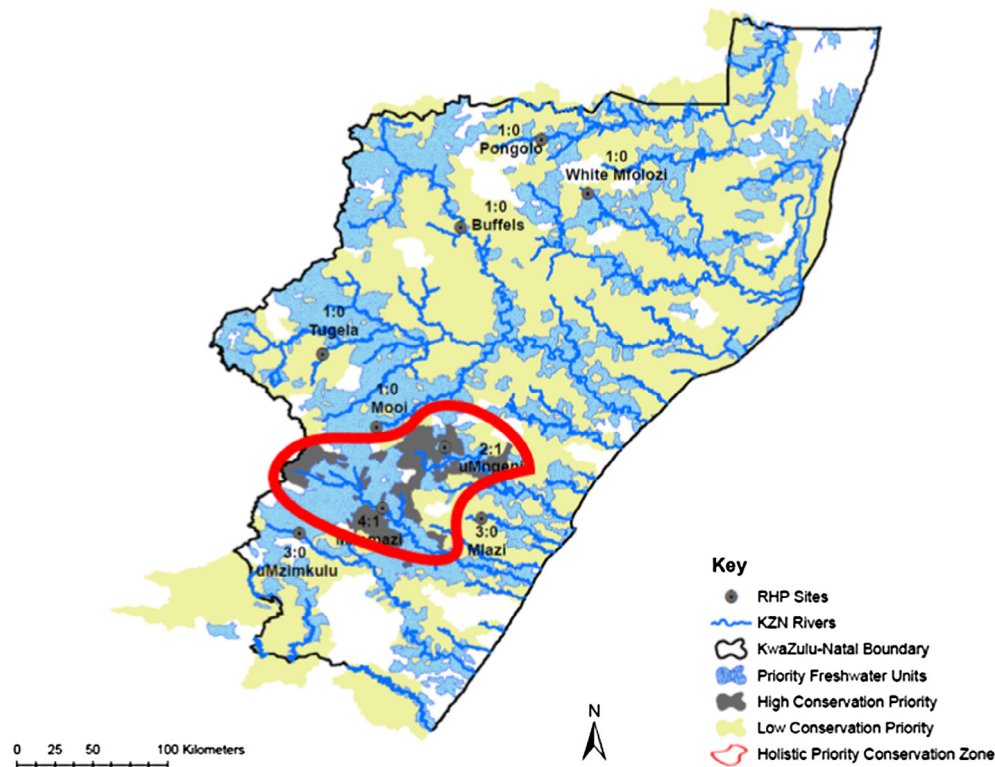 1:0
Pongolo
1:0
White Mfolozi
1:0
Buffels
1:0
Tugela
1:0
Mooi
2:1
uMngeni
4:1
3:0
Mlazi
3:0
uMzimkulu
Key
RHP Sites
KZN Rivers
KwaZulu-Natal Boundary
Priority Freshwater Units
High Conservation Priority
Low Conservation Priority
Holistic Priority Conservation Zone
N
0 25 50 100 Kilometers